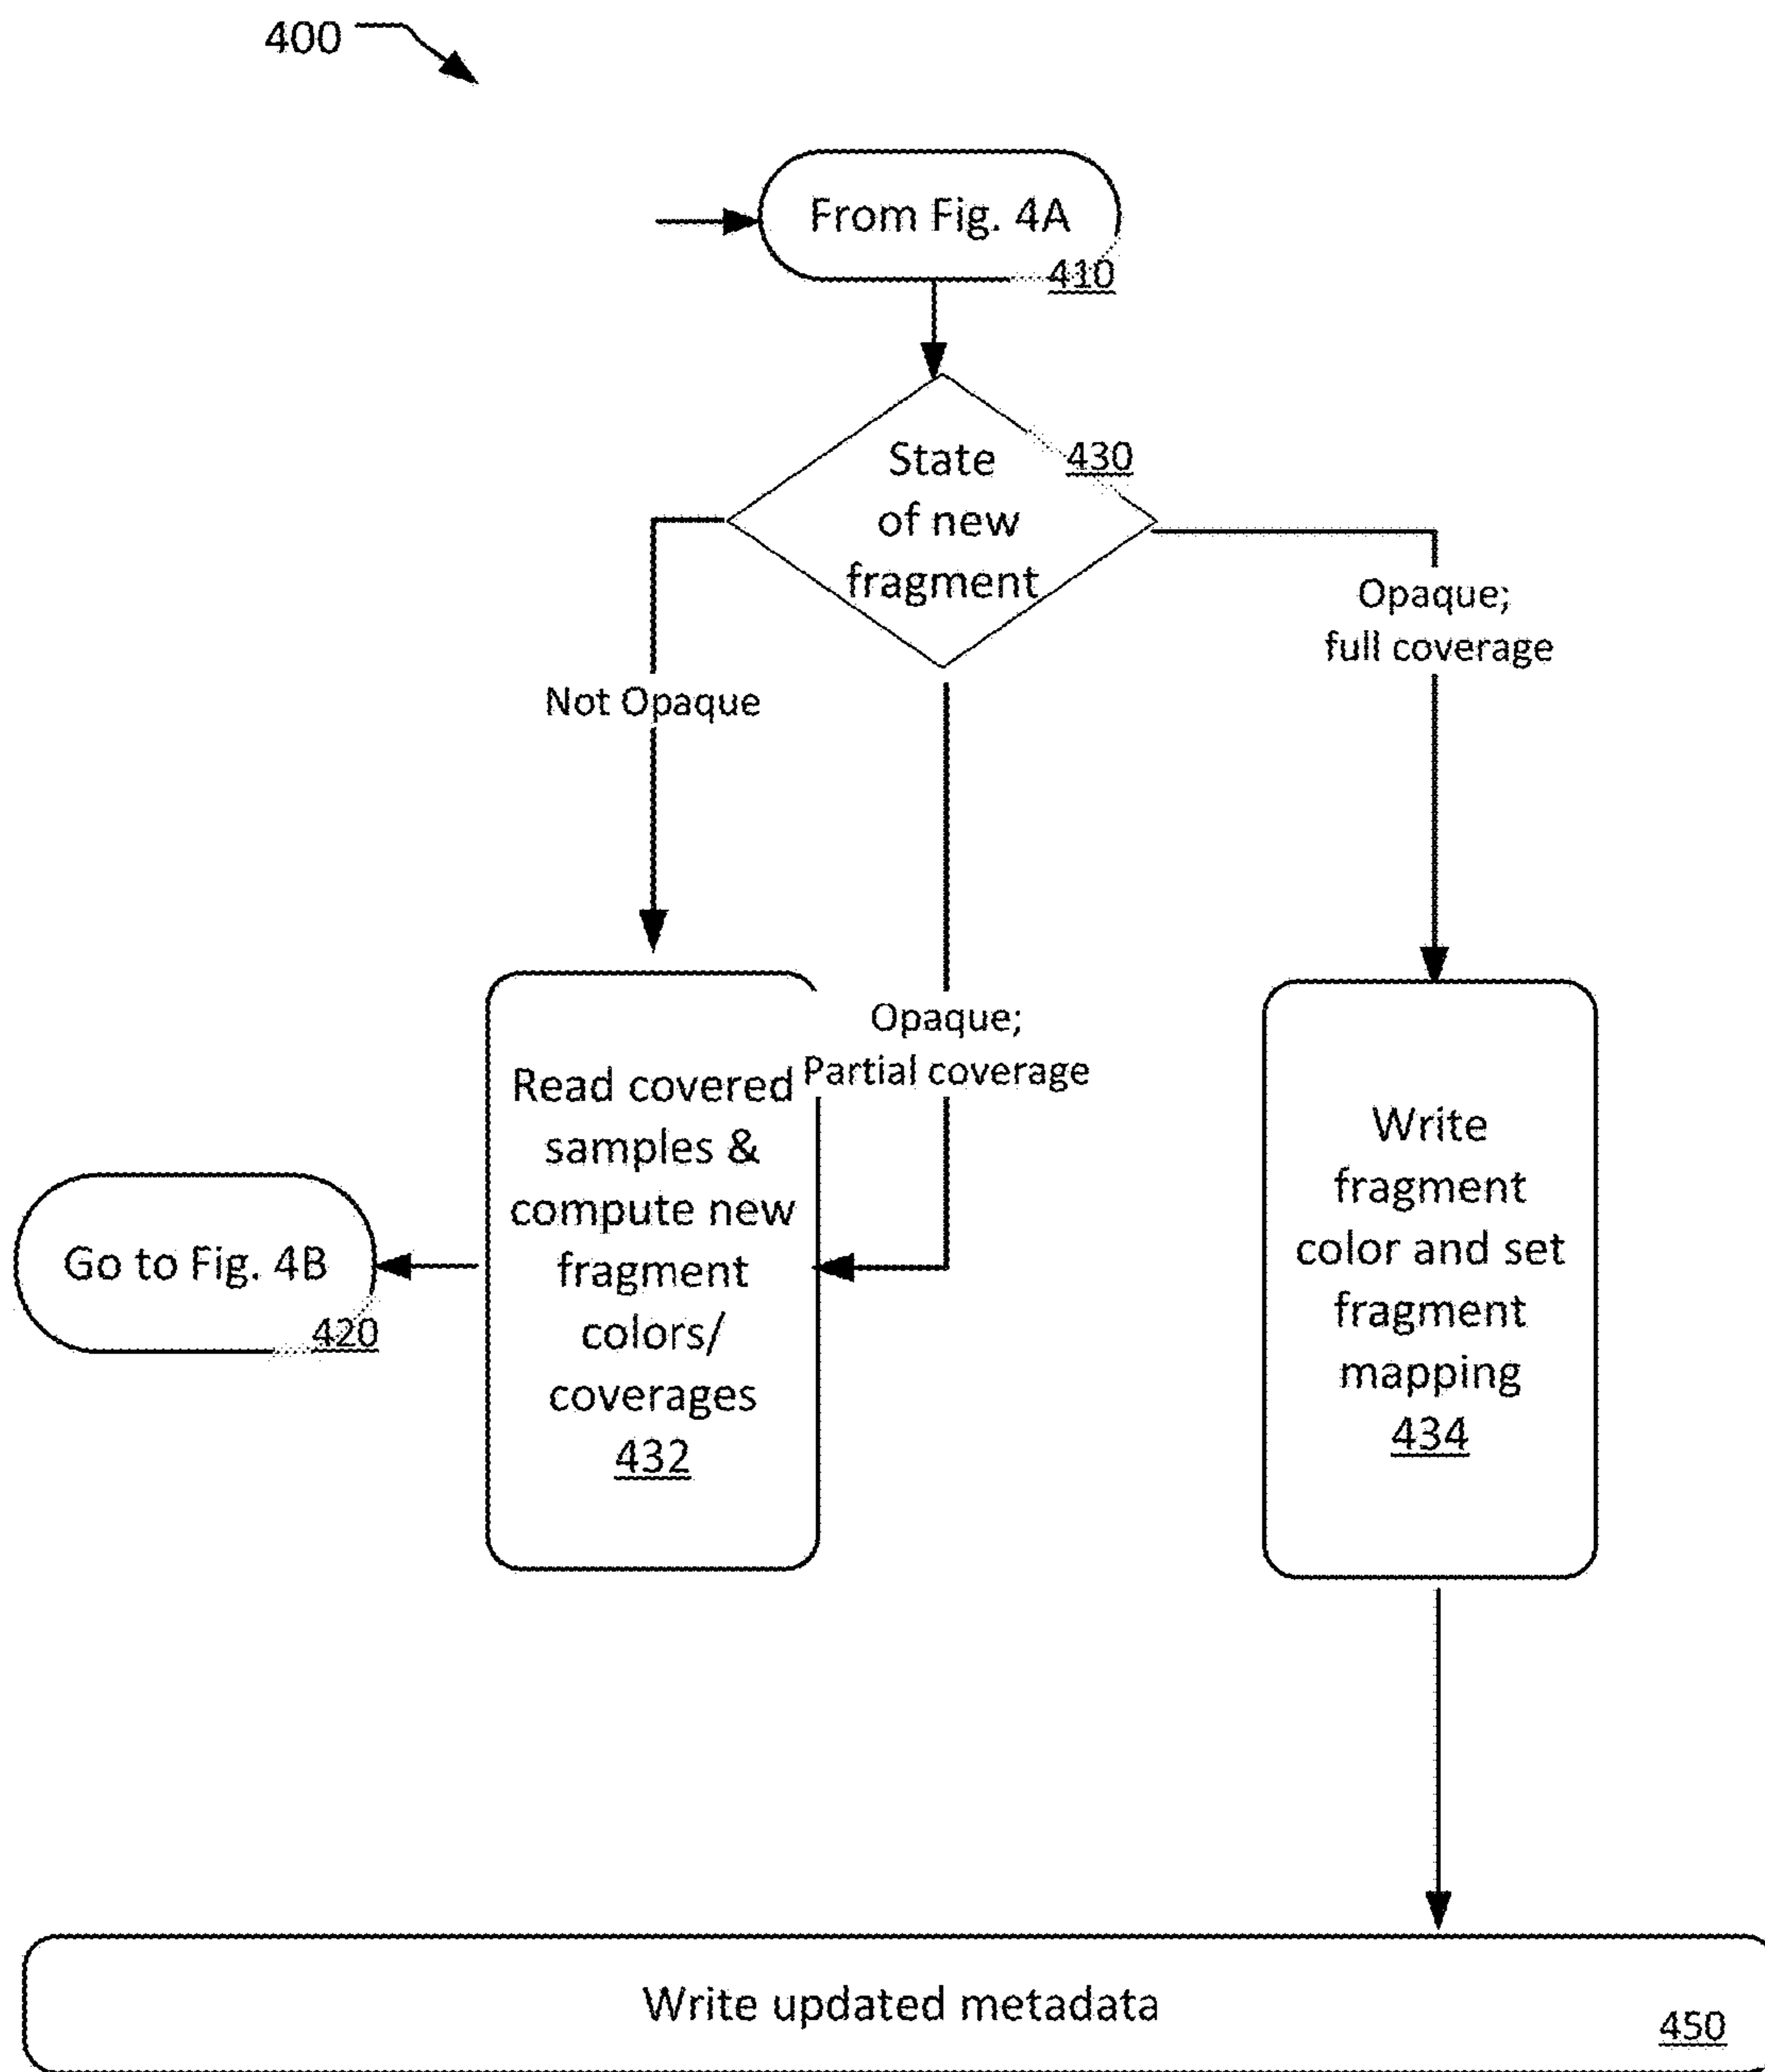 400
From Fig. 4A
410
State
of new
fragment
430
Not Opaque
Opaque;
full coverage
Opaque;
Partial coverage
Read covered
samples &
compute new
fragment
colors/
coverages
432
Go to Fig. 4B
420
Write
fragment
color and set
fragment
mapping
434
Write updated metadata
450